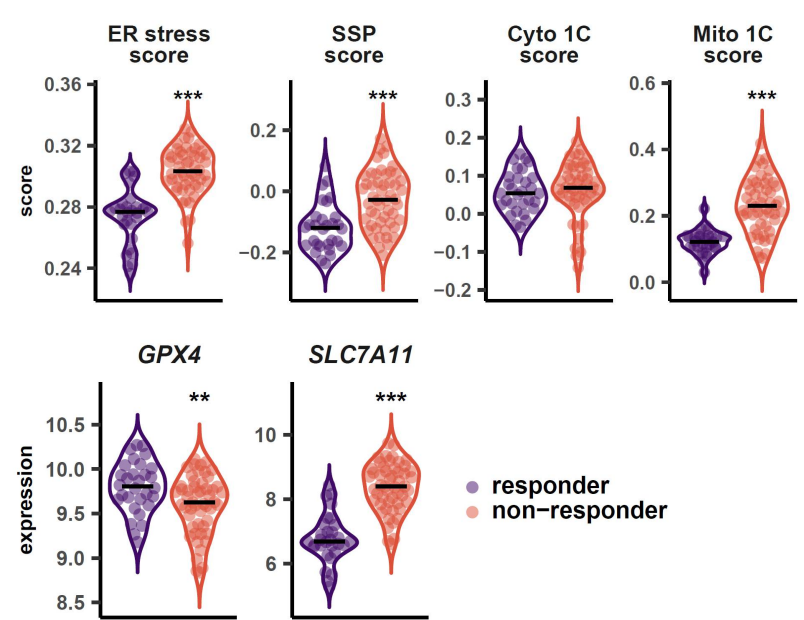 ER stress
score
SSP
score
Cyto 1C
score
Mito 1C
score
score
0.36
0.32
0.28
0.24
***
0.2
0.0
−0.2
***
0.3
0.2
0.1
0.0
−0.1
−0.2
0.6
0.4
0.2
0.0
***
GPX4
SLC7A11
expression
10.5
10.0
9.5
9.0
8.5
**
10
8
6
***
responder
non−responder